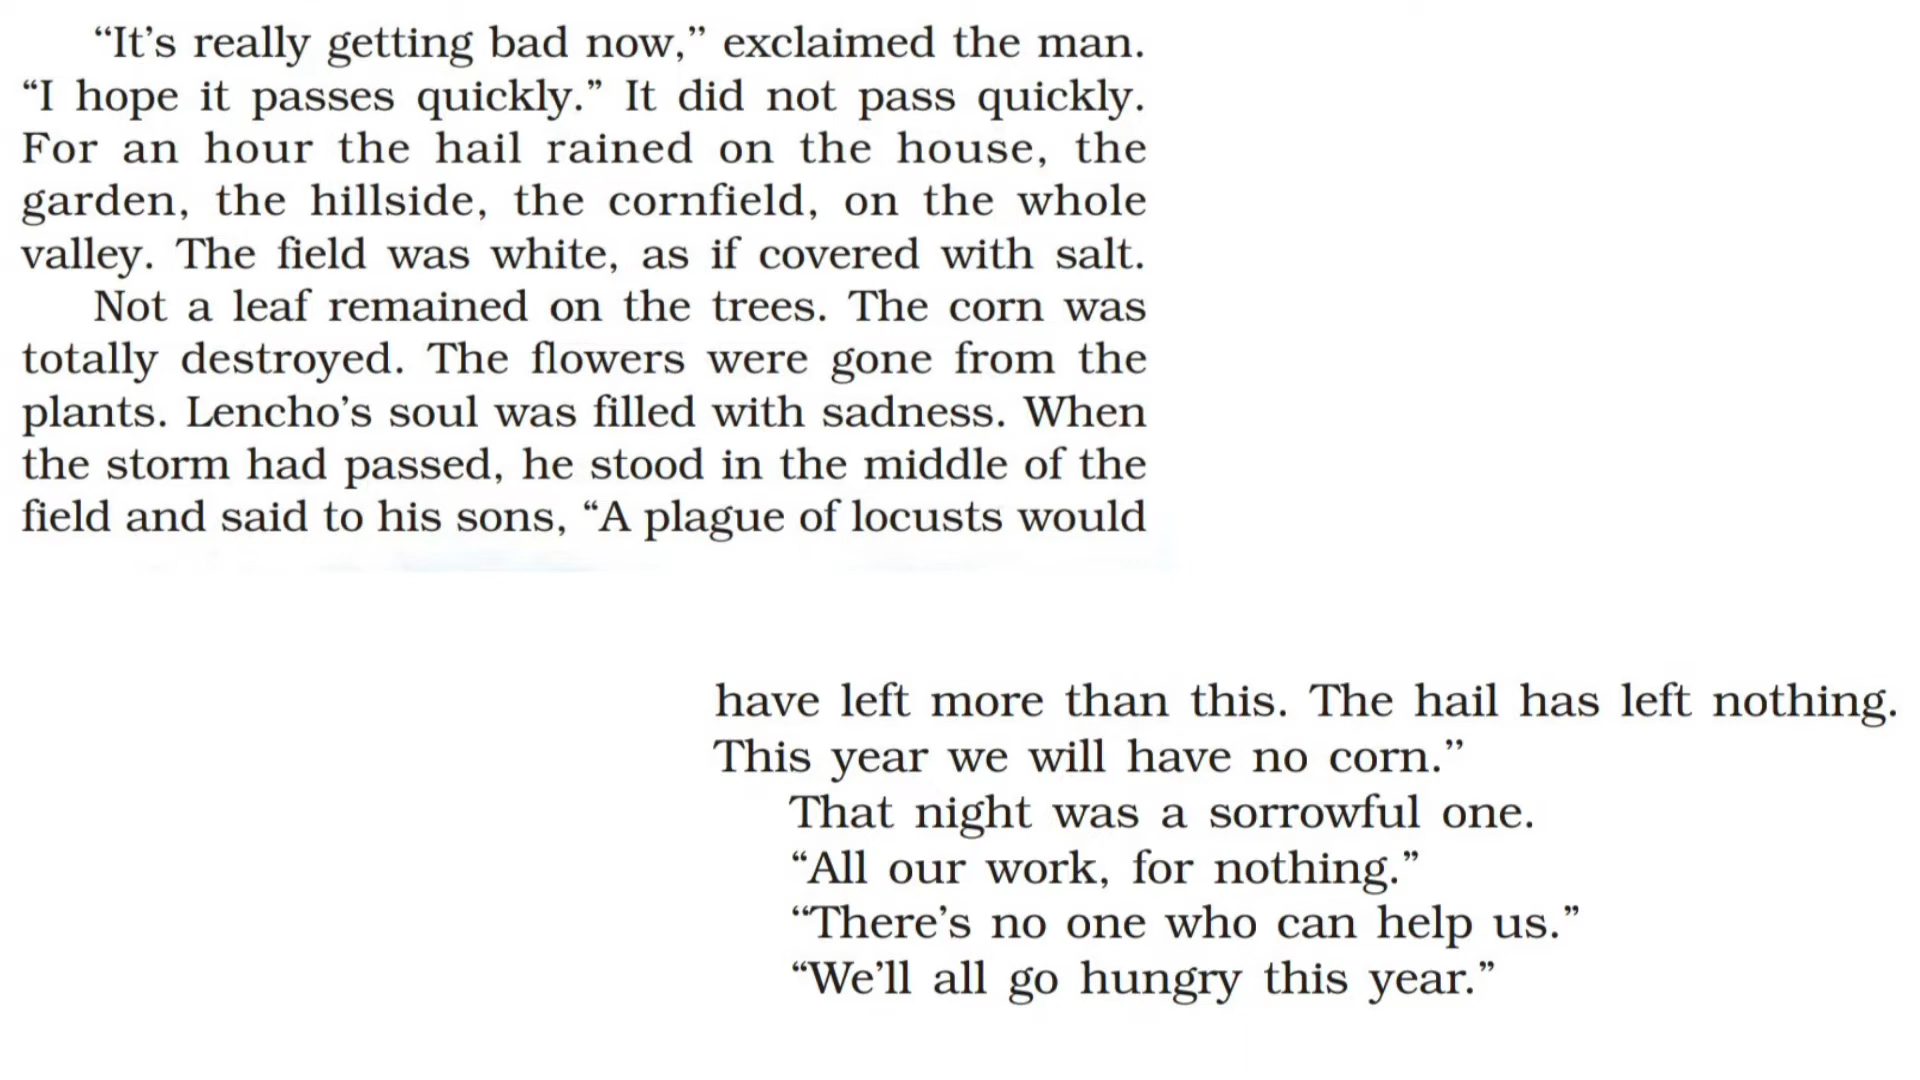 “It’s really getting bad now,” exclaimed the man.
“I hope it passes quickly.” It did not pass quickly.
For an hour the hail rained on the house, the
garden, the hillside, the cornfield, on the whole
valley. The field was white, as if covered with salt.
Not a leaf remained on the trees. The corn was
totally destroyed. The flowers were gone from the
plants. Lencho’s soul was filled with sadness. When
the storm had passed, he stood in the middle of the
field and said to his sons, “A plague of locusts would
have left more than this. The hail has left nothing.
This year we will have no corn.”
That night was a sorrowful one.
“All our work, for nothing.”
“There’s no one who can help us.”
“We’ll all go hungry this year.”